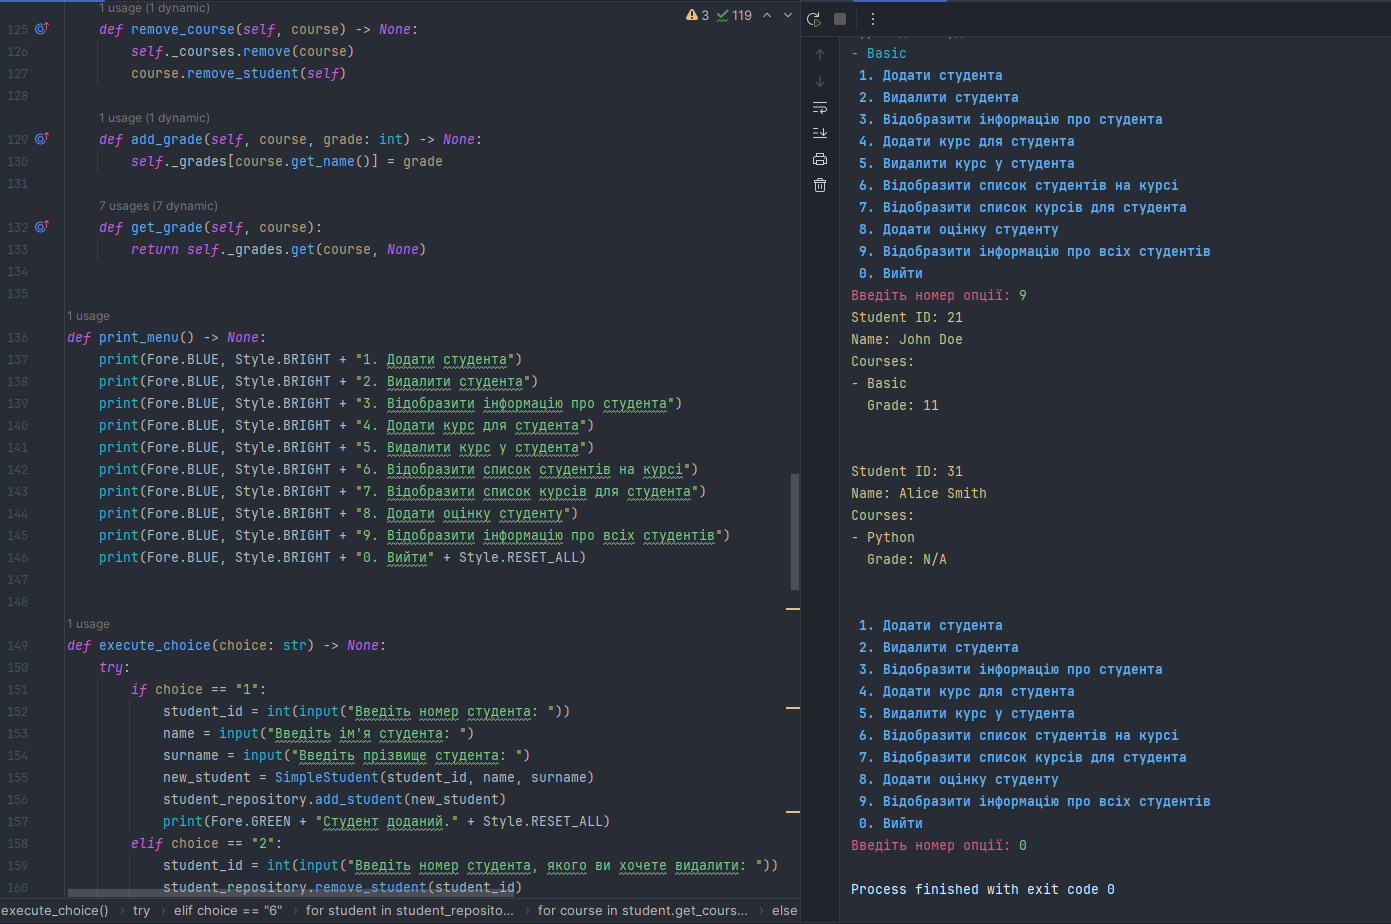 1 usage (1 dynamic)
3 119
125 def remove_course(self, course) -> None:
126 self._courses.remove(course)
127 course.remove_student(self)
128
1 usage (1 dynamic)
129 def add_grade(self, course, grade: int) -> None:
130 self._grades[course.get_name()] = grade
131
7 usages (7 dynamic)
132 def get_grade(self, course):
133 return self._grades.get(course, None)
134
135
1 usage
136 def print_menu() -> None:
137 print(Fore.BLUE, Style.BRIGHT + "1. Додати студента")
138 print(Fore.BLUE, Style.BRIGHT + "2. Видалити студента")
139 print(Fore.BLUE, Style.BRIGHT + "3. Відобразити інформацію про студента")
140 print(Fore.BLUE, Style.BRIGHT + "4. Додати курс для студента")
141 print(Fore.BLUE, Style.BRIGHT + "5. Видалити курс у студента")
142 print(Fore.BLUE, Style.BRIGHT + "6. Відобразити список студентів на курсі")
143 print(Fore.BLUE, Style.BRIGHT + "7. Відобразити список курсів для студента")
144 print(Fore.BLUE, Style.BRIGHT + "8. Додати оцінку студенту")
145 print(Fore.BLUE, Style.BRIGHT + "9. Відобразити інформацію про всіх студентів")
146 print(Fore.BLUE, Style.BRIGHT + "0. Вийти" + Style.RESET_ALL)
147
148
1 usage
149 def execute_choice(choice: str) -> None:
150 try:
151 if choice == "1":
152 student_id = int(input("Введіть номер студента: "))
153 name = input("Введіть ім'я студента: ")
154 surname = input("Введіть прізвище студента: ")
155 new_student = SimpleStudent(student_id, name, surname)
156 student_repository.add_student(new_student)
157 print(Fore.GREEN + "Студент доданий." + Style.RESET_ALL)
158 elif choice == "2":
159 student_id = int(input("Введіть номер студента, якого ви хочете видалити: "))
160 student_repository.remove_student(student_id)
execute_choice() › try › elif choice == "6" › for student in student_reposito... › for course in student.get_cours... › else
- Basic
1. Додати студента
2. Видалити студента
3. Відобразити інформацію про студента
4. Додати курс для студента
5. Видалити курс у студента
6. Відобразити список студентів на курсі
7. Відобразити список курсів для студента
8. Додати оцінку студенту
9. Відобразити інформацію про всіх студентів
0. Вийти
Введіть номер опції: 9
Student ID: 21
Name: John Doe
Courses:
- Basic
Grade: 11
Student ID: 31
Name: Alice Smith
Courses:
- Python
Grade: N/A
1. Додати студента
2. Видалити студента
3. Відобразити інформацію про студента
4. Додати курс для студента
5. Видалити курс у студента
6. Відобразити список студентів на курсі
7. Відобразити список курсів для студента
8. Додати оцінку студенту
9. Відобразити інформацію про всіх студентів
0. Вийти
Введіть номер опції: 0
Process finished with exit code 0